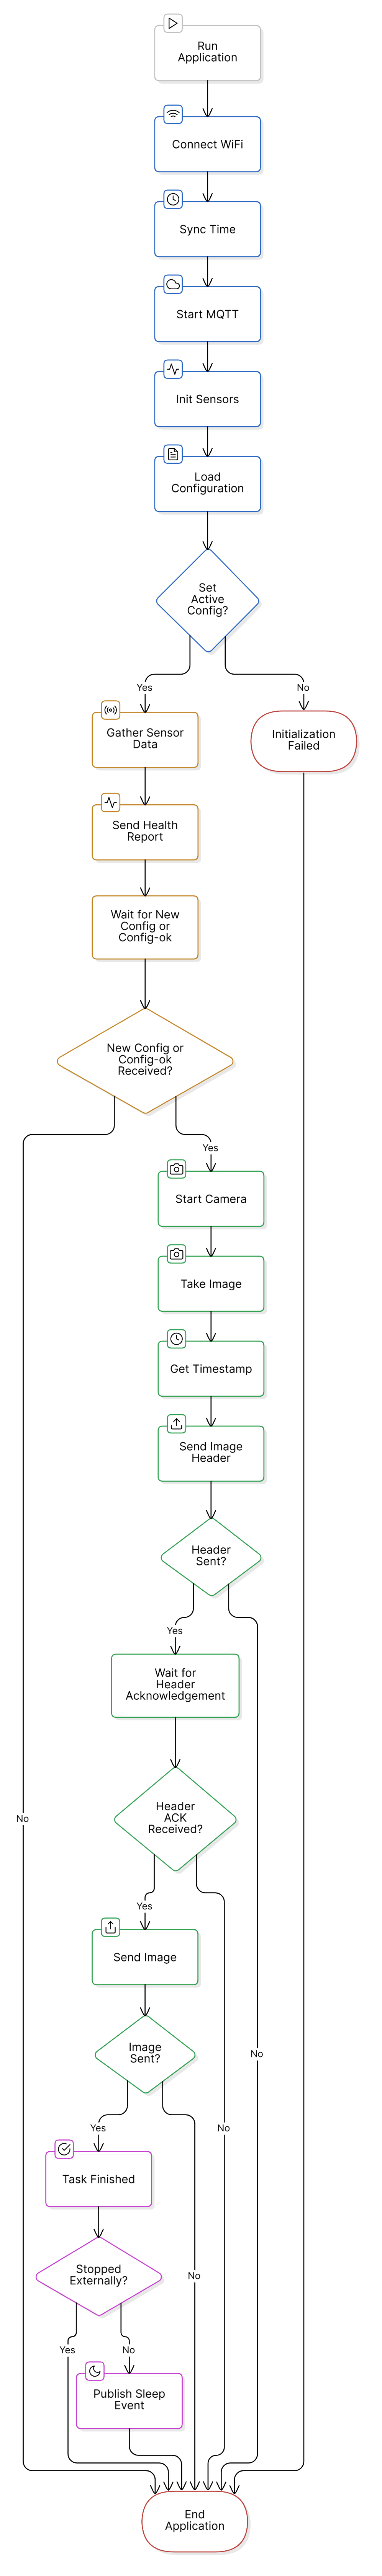 Run
Application
Connect WiFi
Sync Time
Start MQTT
Init Sensors
Load
Configuration
Set
Active
Config?
Yes
No
Gather Sensor
Data
Initialization
Failed
Send Health
Report
Wait for New
Config or
Config-ok
New Config or
Config-ok
Received?
Yes
Start Camera
Take Image
Get Timestamp
Send Image
Header
Header
Sent?
Yes
Wait for
Header
Acknowledgement
Header
ACK
Received?
No
Yes
Send Image
Image
Sent?
No
Yes
No
Task Finished
Stopped
Externally?
No
Yes
No
Publish Sleep
Event
End
Application